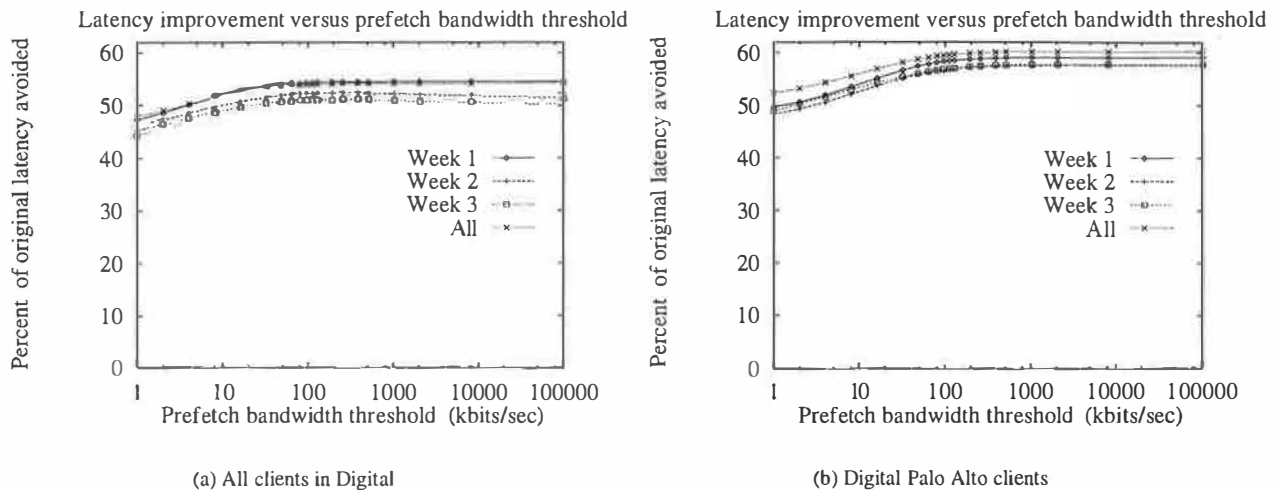 Latency improvement versus prefetch bandwidth threshold
Percent of original latency avoided
60
50
40
30
20
10
0
Week 1
Week 2
Week 3
All
1 10 100 1000 10000 100000
Prefetch bandwidth threshold (kbits/sec)
(a) All clients in Digital
Latency improvement versus prefetch bandwidth threshold
Percent of original latency avoided
60
50
40
30
20
10
0
Week 1
Week 2
Week 3
All
1 10 100 1000 10000 100000
Prefetch bandwidth threshold (kbits/sec)
(b) Digital Palo Alto clients